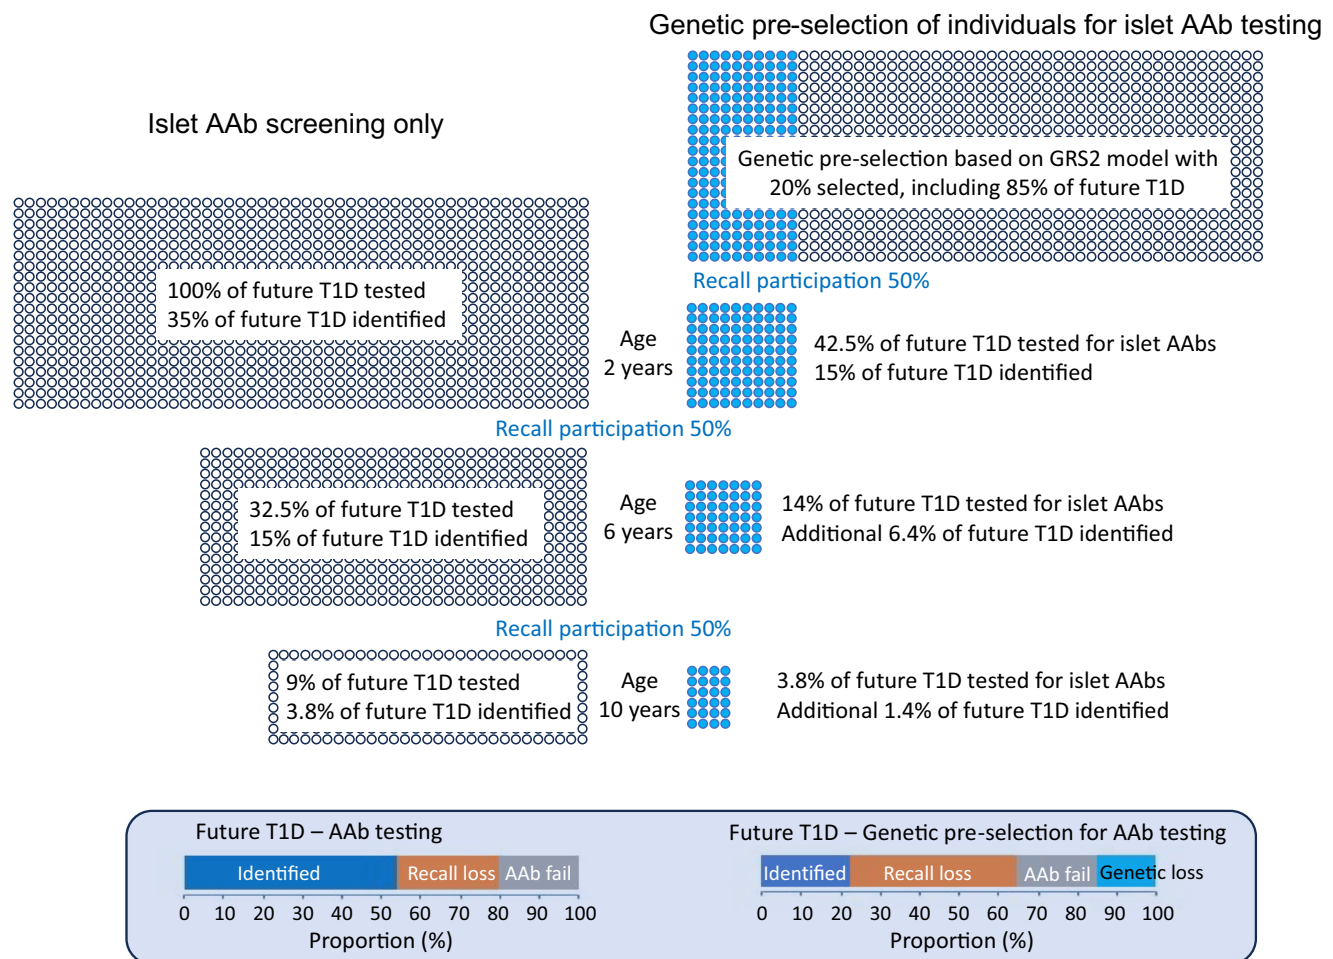 Genetic pre-selection of individuals for islet AAb testing
Islet AAb screening only
Genetic pre-selection based on GRS2 model with
20% selected, including 85% of future T1D
Recall participation 50%
100% of future T1D tested
35% of future T1D identified
Age
2 years
42.5% of future T1D tested for islet AAbs
15% of future T1D identified
Recall participation 50%
32.5% of future T1D tested
15% of future T1D identified
Age
6 years
14% of future T1D tested for islet AAbs
Additional 6.4% of future T1D identified
Recall participation 50%
9% of future T1D tested
3.8% of future T1D identified
Age
10 years
3.8% of future T1D tested for islet AAbs
Additional 1.4% of future T1D identified
Future T1D – AAb testing
Identified Recall loss AAb fail
0 10 20 30 40 50 60 70 80 90 100
Proportion (%)
Future T1D – Genetic pre-selection for AAb testing
Identified Recall loss AAb fail Genetic loss
0 10 20 30 40 50 60 70 80 90 100
Proportion (%)